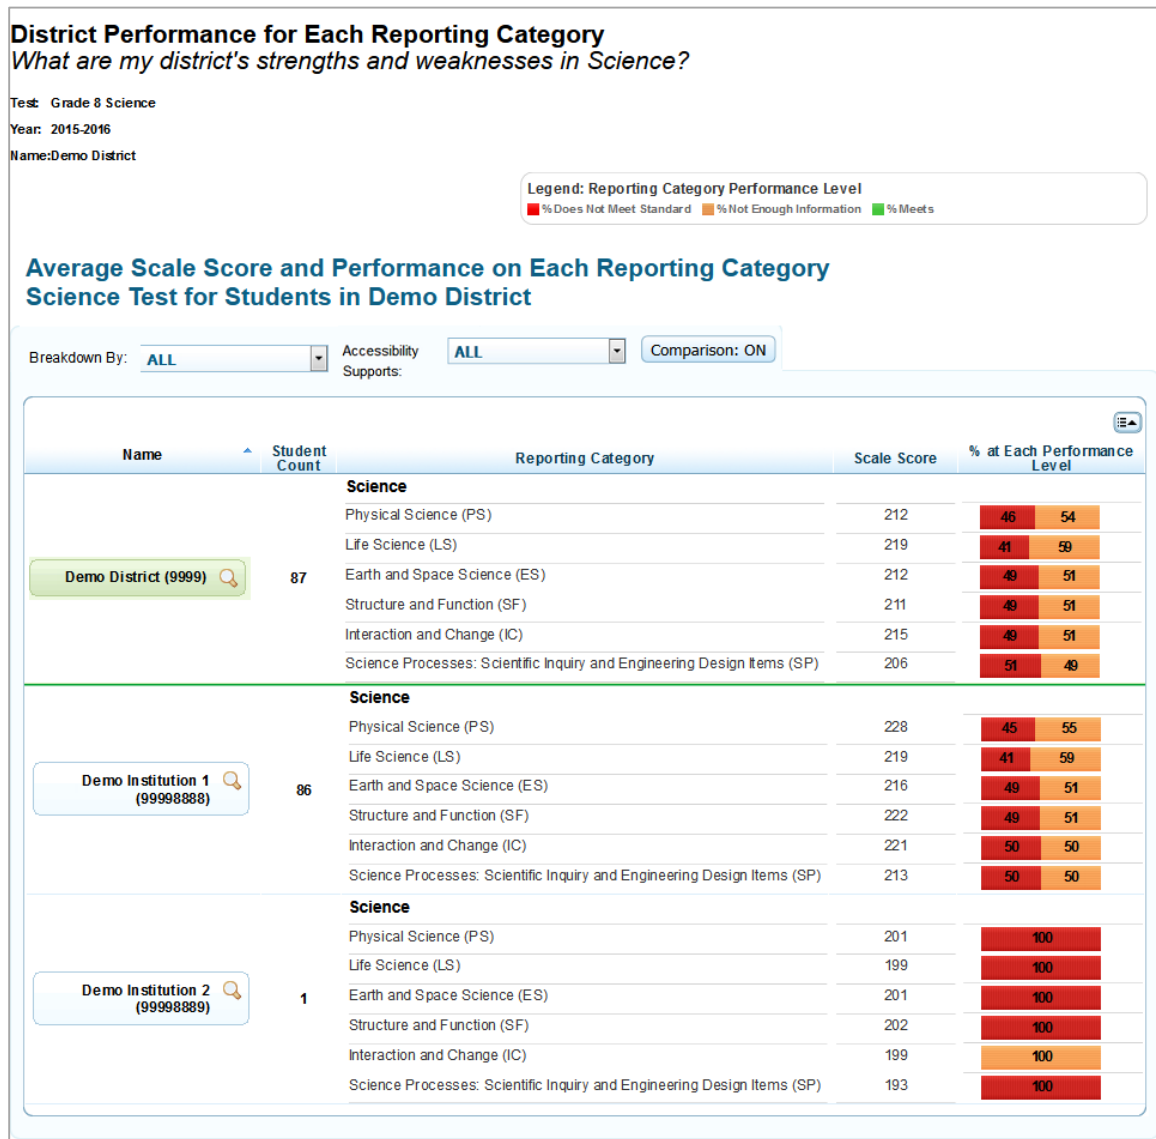 District Performance for Each Reporting Category
What are my district's strengths and weaknesses in Science?
Test: Grade 8 Science
Year: 2015-2016
Name:Demo District
Legend: Reporting Category Performance Level
% Does Not Meet Standard % Not Enough Information % Meets
Average Scale Score and Performance on Each Reporting Category
Science Test for Students in Demo District
Breakdown By: ALL Accessibility Supports: ALL Comparison: ON
Name Student Count Reporting Category Scale Score % at Each Performance Level
Demo District (9999) 87
Science
Physical Science (PS) 212 46 54
Life Science (LS) 219 41 59
Earth and Space Science (ES) 212 49 51
Structure and Function (SF) 211 49 51
Interaction and Change (IC) 215 49 51
Science Processes: Scientific Inquiry and Engineering Design Items (SP) 206 51 49
Demo Institution 1 (99998888) 86
Science
Physical Science (PS) 228 45 55
Life Science (LS) 219 41 59
Earth and Space Science (ES) 216 49 51
Structure and Function (SF) 222 49 51
Interaction and Change (IC) 221 50 50
Science Processes: Scientific Inquiry and Engineering Design Items (SP) 213 50 50
Demo Institution 2 (99998889) 1
Science
Physical Science (PS) 201 100
Life Science (LS) 199 100
Earth and Space Science (ES) 201 100
Structure and Function (SF) 202 100
Interaction and Change (IC) 199 100
Science Processes: Scientific Inquiry and Engineering Design Items (SP) 193 100